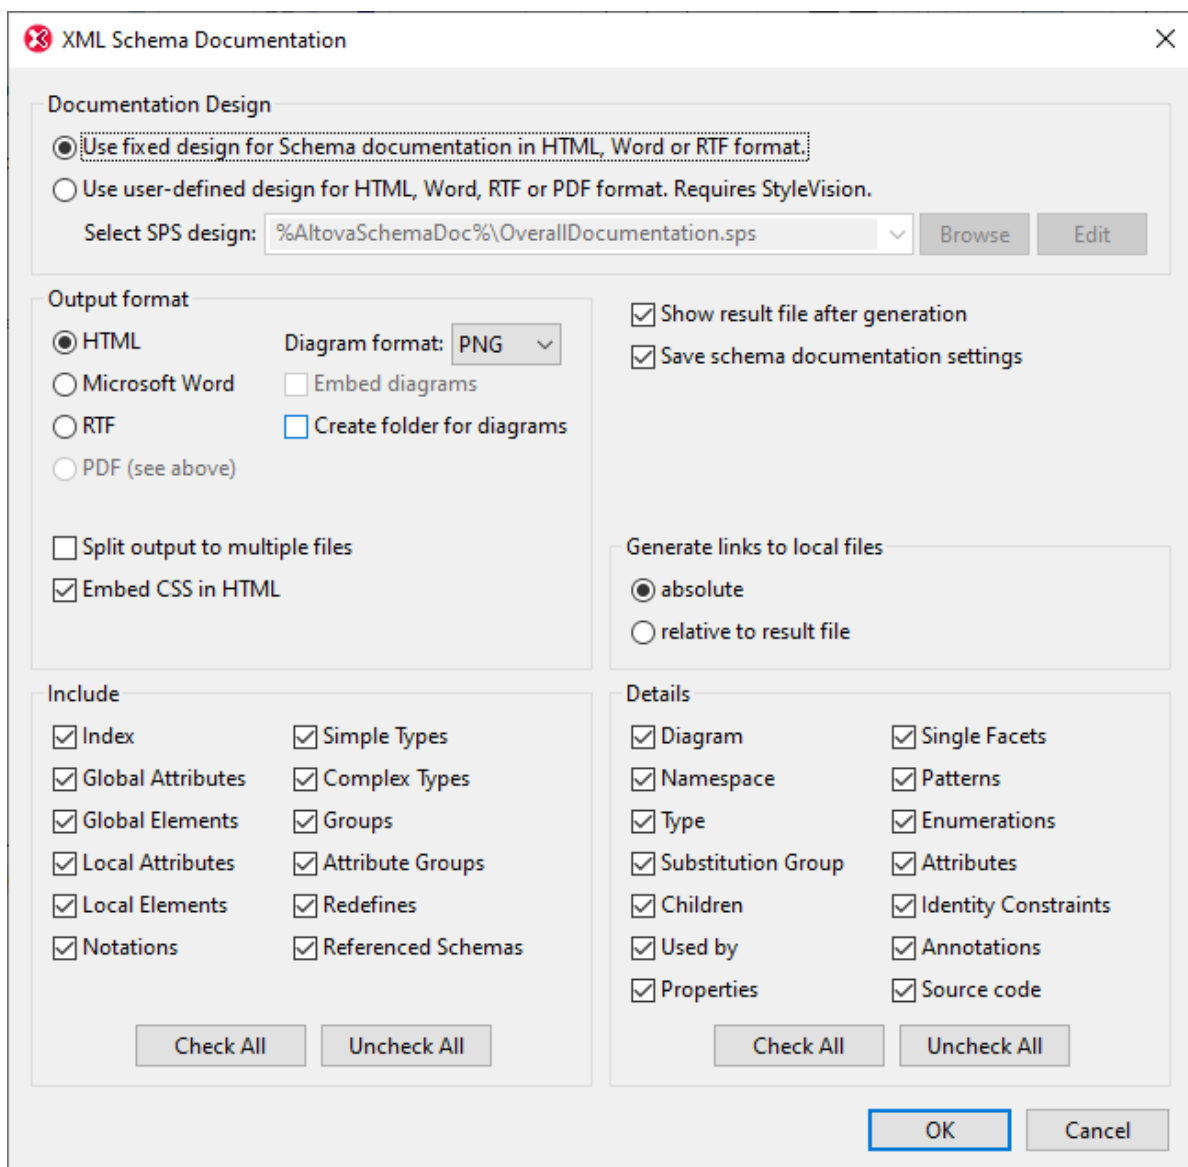 XML Schema Documentation
Documentation Design
Use fixed design for Schema documentation in HTML, Word or RTF format.
Use user-defined design for HTML, Word, RTF or PDF format. Requires StyleVision.
Select SPS design: %AltovaSchemaDoc%\OverallDocumentation.sps Browse Edit
Output format
HTML Diagram format: PNG
Microsoft Word Embed diagrams
RTF Create folder for diagrams
PDF (see above)
Split output to multiple files
Embed CSS in HTML
Show result file after generation
Save schema documentation settings
Generate links to local files
absolute
relative to result file
Include
Index Simple Types
Global Attributes Complex Types
Global Elements Groups
Local Attributes Attribute Groups
Local Elements Redefines
Notations Referenced Schemas
Check All Uncheck All
Details
Diagram Single Facets
Namespace Patterns
Type Enumerations
Substitution Group Attributes
Children Identity Constraints
Used by Annotations
Properties Source code
Check All Uncheck All
OK Cancel